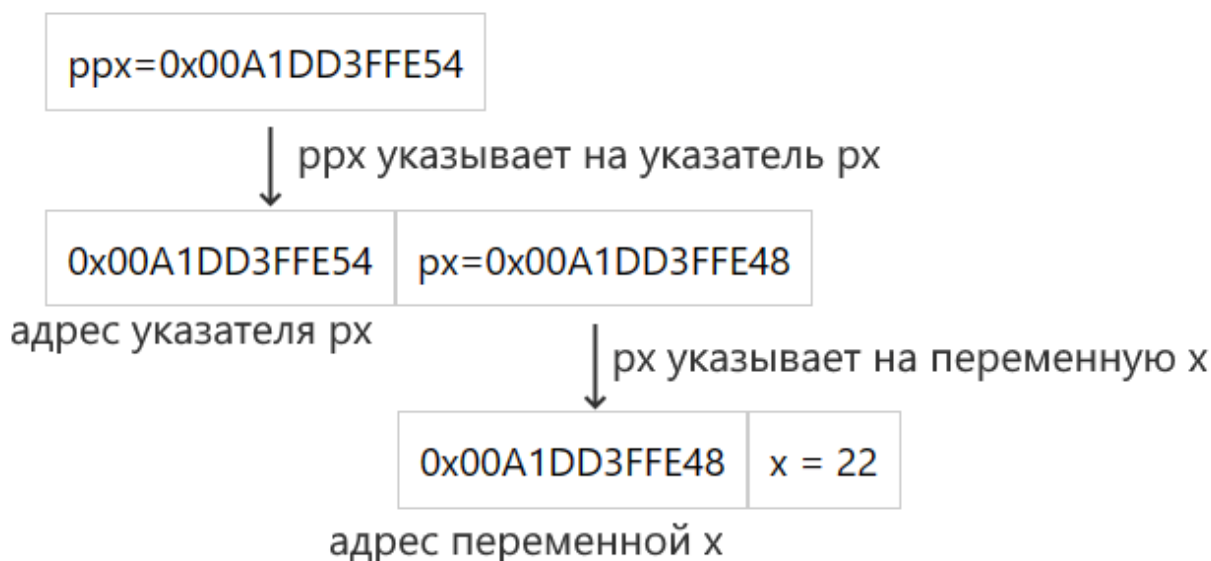 ppx=0x00A1DD3FFE54
ppx указывает на указатель px
0x00A1DD3FFE54 px=0x00A1DD3FFE48
адрес указателя px
px указывает на переменную x
0x00A1DD3FFE48 x = 22
адрес переменной x